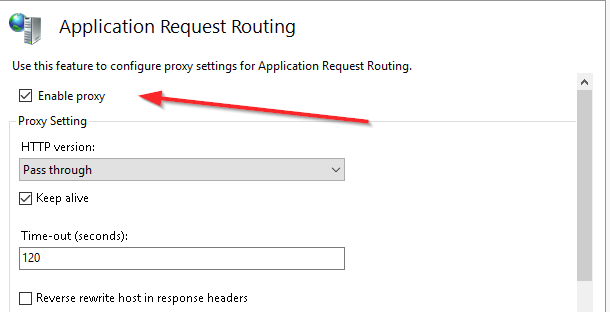 Application Request Routing
Use this feature to configure proxy settings for Application Request Routing.
Enable proxy
Proxy Setting
HTTP version:
Pass through
Keep alive
Time-out (seconds):
120
Reverse rewrite host in response headers